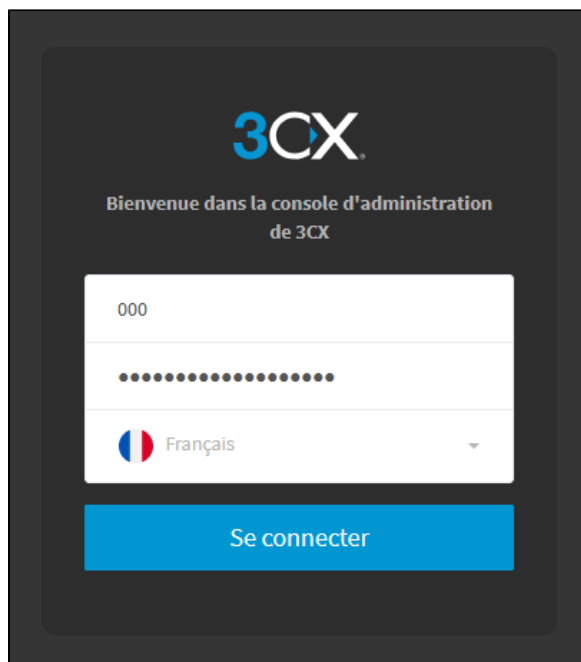 3CX®
Bienvenue dans la console d'administration
de 3CX
000
•••••••••••••••••••
Français
Se connecter